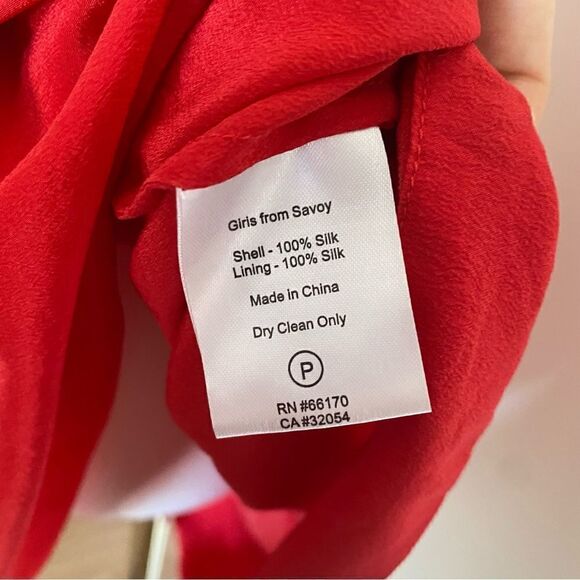 Girls from Savoy
Shell - 100% Silk
Lining - 100% Silk
Made in China
Dry Clean Only
P
RN #66170
CA #32054